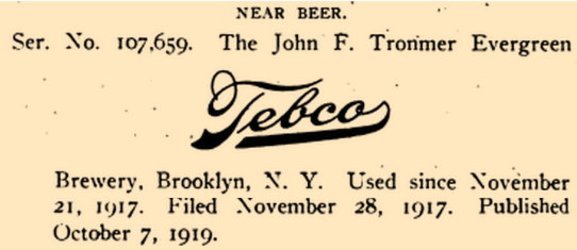 NEAR BEER.
Ser. No. 107,659. The John F. Trommer Evergreen
Tebco
Brewery, Brooklyn, N. Y. Used since November
21, 1917. Filed November 28, 1917. Published
October 7, 1919.